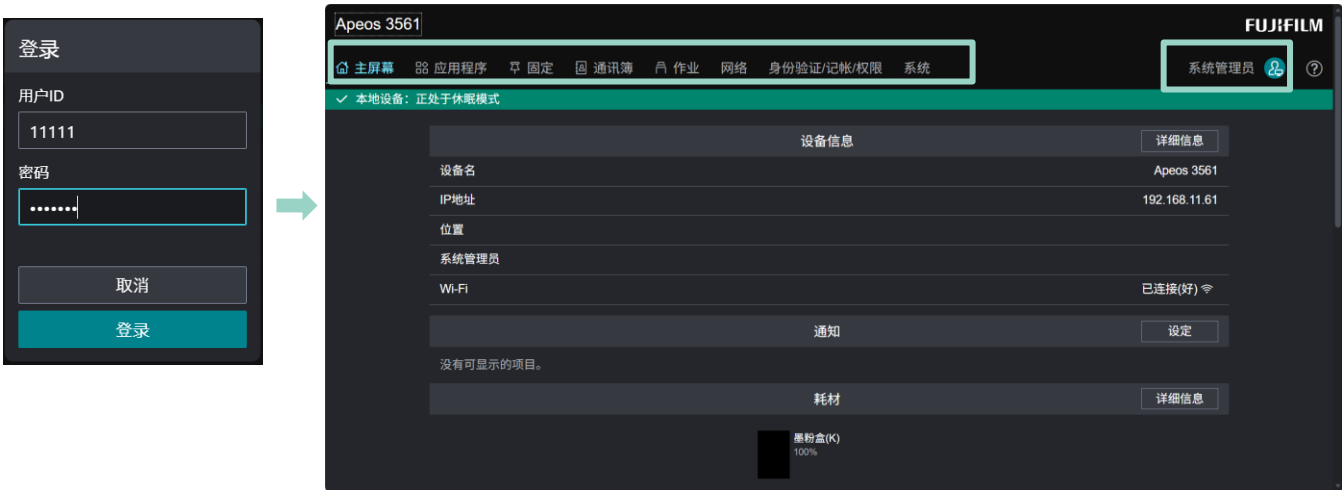 登录
用户ID
11111
密码
•••••••
取消
登录
Apeos 3561
FUJIFILM
主屏幕 应用程序 固定 通讯簿 作业 网络 身份验证/记帐/权限 系统 系统管理员
本地设备：正处于休眠模式
设备信息 详细信息
设备名 Apeos 3561
IP地址 192.168.11.61
位置
系统管理员
Wi-Fi 已连接(好)
通知 设定
没有可显示的项目。
耗材 详细信息
墨粉盒(K)
100%